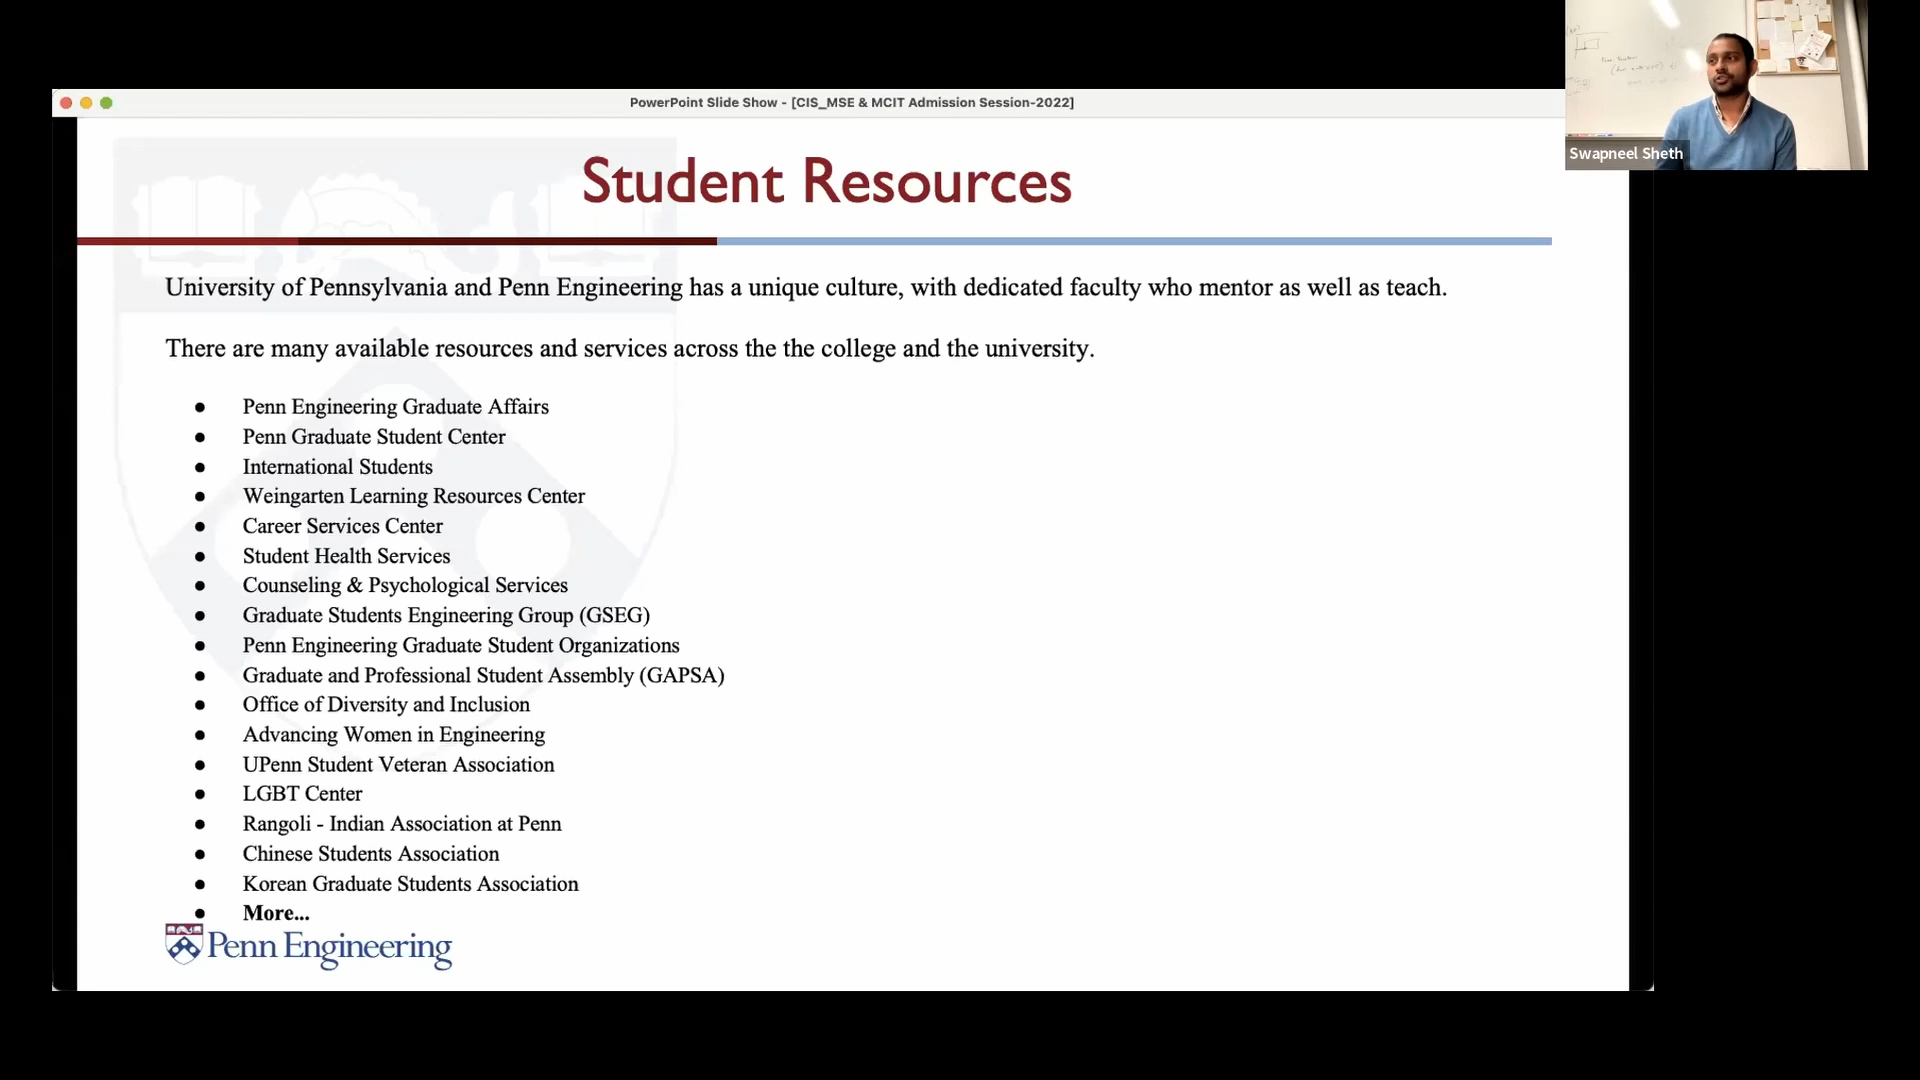 PowerPoint Slide Show - [CIS_MSE & MCIT Admission Session-2022]
Swapneel Sheth
Student Resources
University of Pennsylvania and Penn Engineering has a unique culture, with dedicated faculty who mentor as well as teach.
There are many available resources and services across the the college and the university.
● Penn Engineering Graduate Affairs
● Penn Graduate Student Center
● International Students
● Weingarten Learning Resources Center
● Career Services Center
● Student Health Services
● Counseling & Psychological Services
● Graduate Students Engineering Group (GSEG)
● Penn Engineering Graduate Student Organizations
● Graduate and Professional Student Assembly (GAPSA)
● Office of Diversity and Inclusion
● Advancing Women in Engineering
● UPenn Student Veteran Association
● LGBT Center
● Rangoli - Indian Association at Penn
● Chinese Students Association
● Korean Graduate Students Association
● More...
Penn Engineering